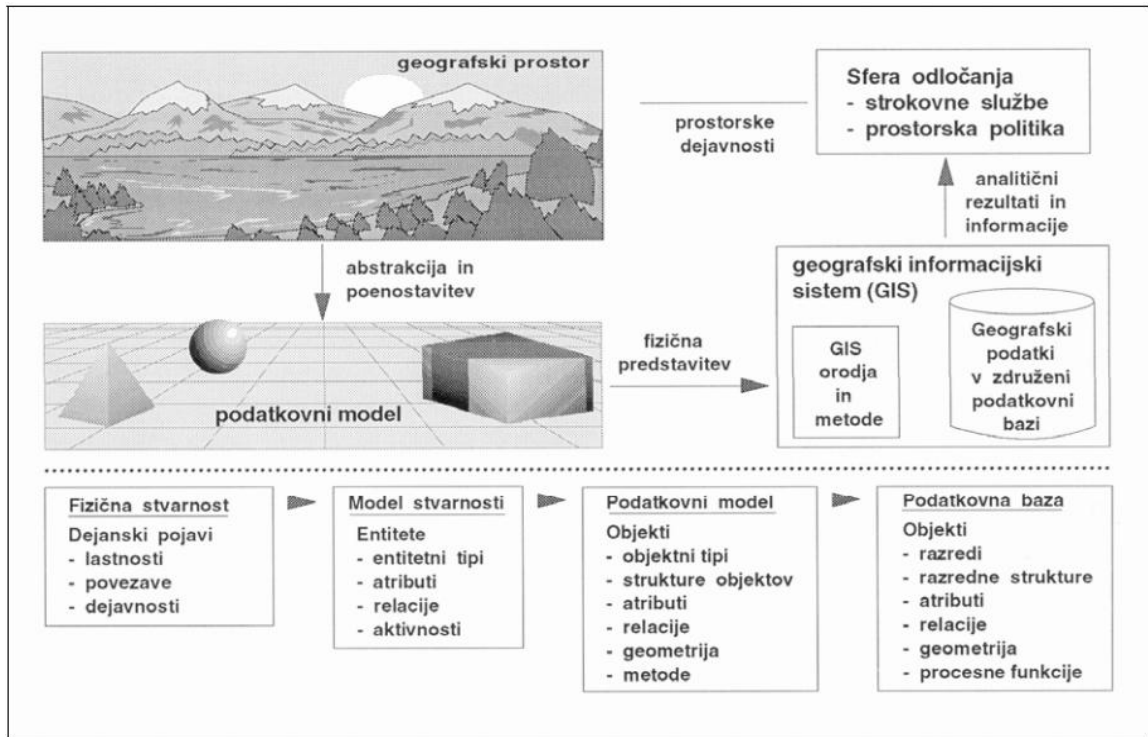 geografski prostor
Sfera odločanja
- strokovne službe
- prostorska politika
prostorske
dejavnosti
analitični
rezultati in
informacije
abstrakcija in
poenostavitev
geografski informacijski
sistem (GIS)
GIS
orodja
in
metode
Geografski
podatki
v združeni
podatkovni
bazi
fizična
predstavitev
podatkovni model
Fizična stvarnost
Dejanski pojavi
- lastnosti
- povezave
- dejavnosti
Model stvarnosti
Entitete
- entitetni tipi
- atributi
- relacije
- aktivnosti
Podatkovni model
Objekti
- objektni tipi
- strukture objektov
- atributi
- relacije
- geometrija
- metode
Podatkovna baza
Objekti
- razredi
- razredne strukture
- atributi
- relacije
- geometrija
- procesne funkcije